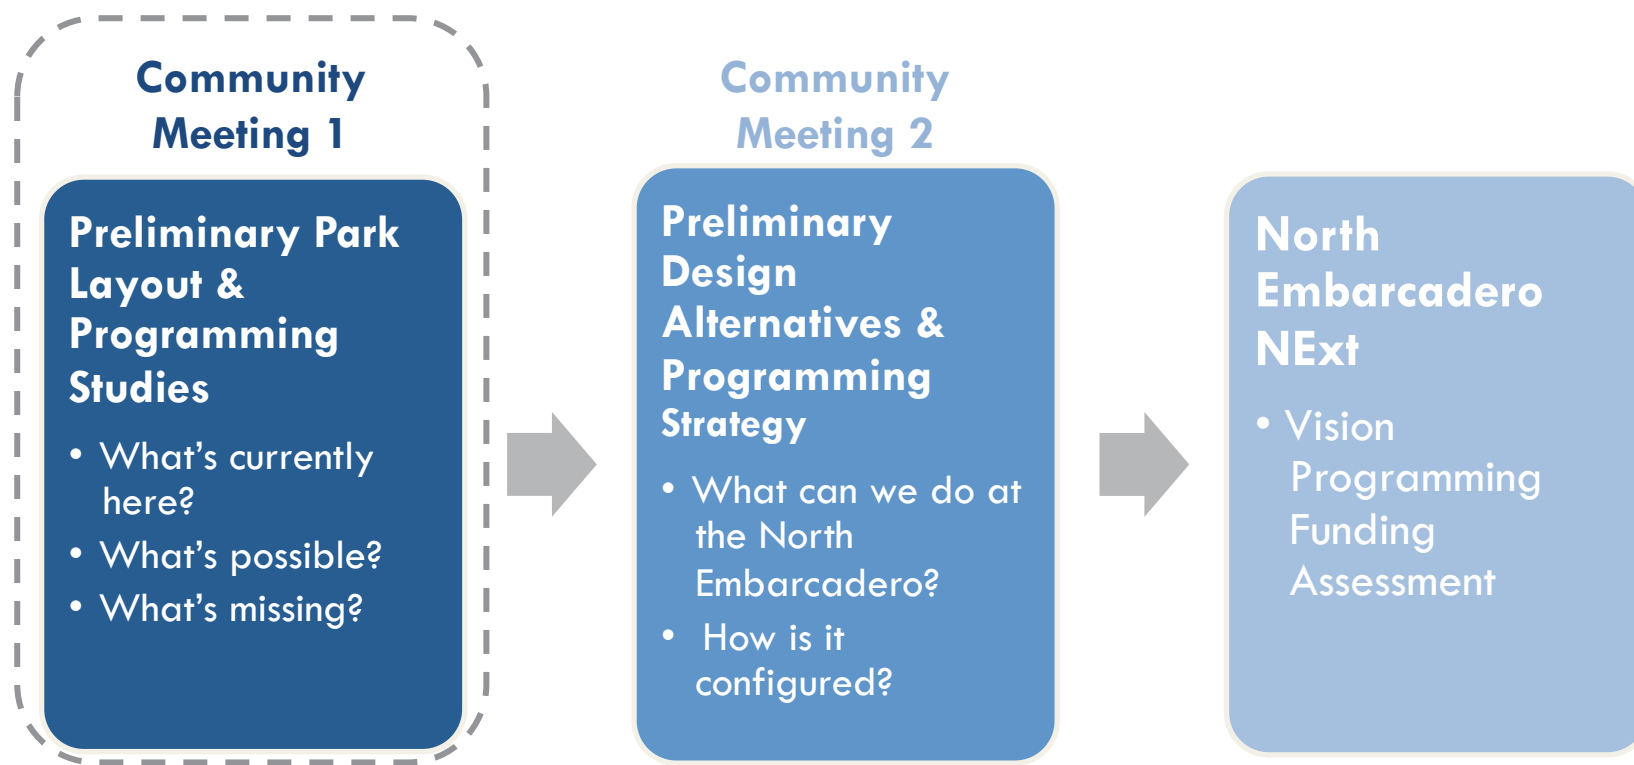 Community
Meeting 1
Preliminary Park
Layout &
Programming
Studies
• What’s currently
here?
• What’s possible?
• What’s missing?
Community
Meeting 2
Preliminary
Design
Alternatives &
Programming
Strategy
• What can we do at
the North
Embarcadero?
• How is it
configured?
North
Embarcadero
NExt
• Vision
Programming
Funding
Assessment